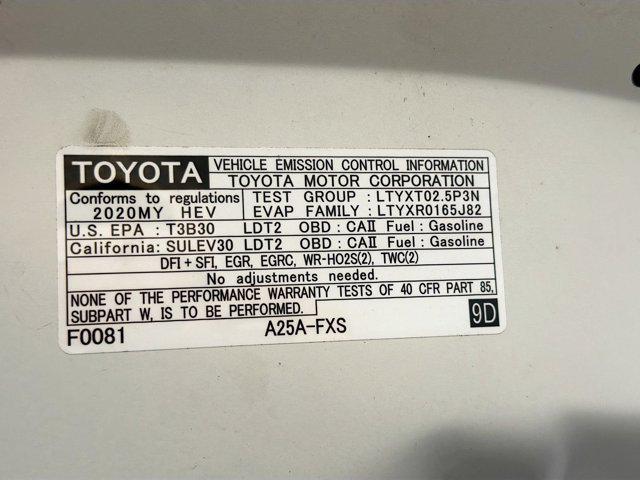 TOYOTA VEHICLE EMISSION CONTROL INFORMATION
TOYOTA MOTOR CORPORATION
Conforms to regulations TEST GROUP : LTYXT02.5P3N
2020MY HEV EVAP FAMILY : LTYXR0165J82
U.S. EPA : T3B30 LDT2 OBD : CAII Fuel : Gasoline
California: SULEV30 LDT2 OBD : CAII Fuel : Gasoline
DFI + SFI, EGR, EGRC, WR-HO2S(2), TWC(2)
No adjustments needed.
NONE OF THE PERFORMANCE WARRANTY TESTS OF 40 CFR PART 85,
SUBPART W, IS TO BE PERFORMED.
F0081 A25A-FXS 9D